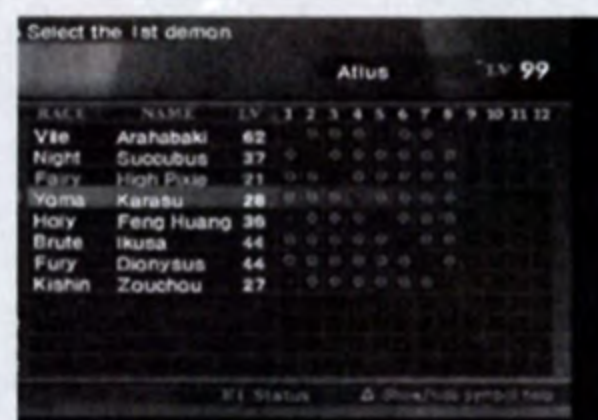 Select the 1st demon
Atlus LV 99
RACE NAME LV 1 2 3 4 5 6 7 8 9 10 11 12
Vile Arahabaki 62
Night Succubus 37
Fairy High Pixie 21
Yoma Karasu 28
Holy Feng Huang 36
Brute Ikusa 44
Fury Dionysus 44
Kishin Zouchou 27
Status △ Show/hide symbol help